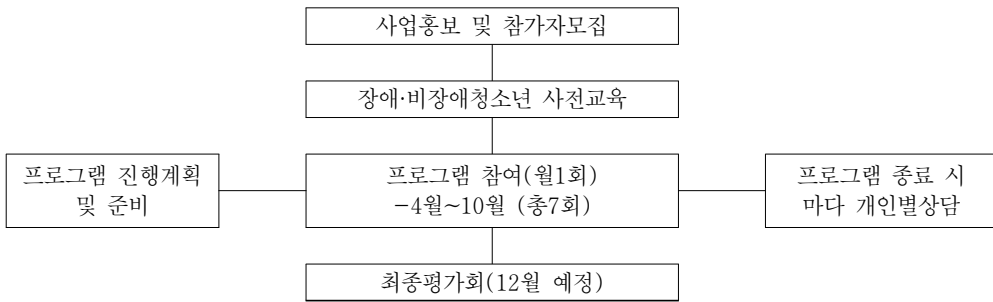 사업홍보 및 참가자모집
장애·비장애청소년 사전교육
프로그램 진행계획
및 준비
프로그램 참여(월1회)
-4월~10월 (총7회)
프로그램 종료 시
마다 개인별상담
최종평가회(12월 예정)